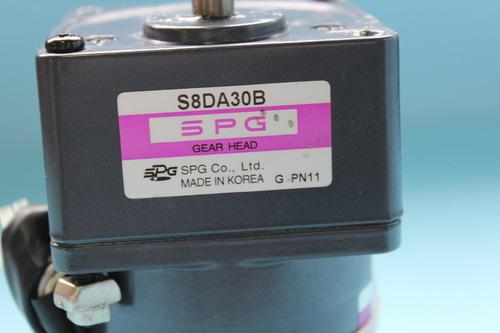 S8DA30B
SPG
GEAR HEAD
SPG SPG Co., Ltd.
MADE IN KOREA G PN11